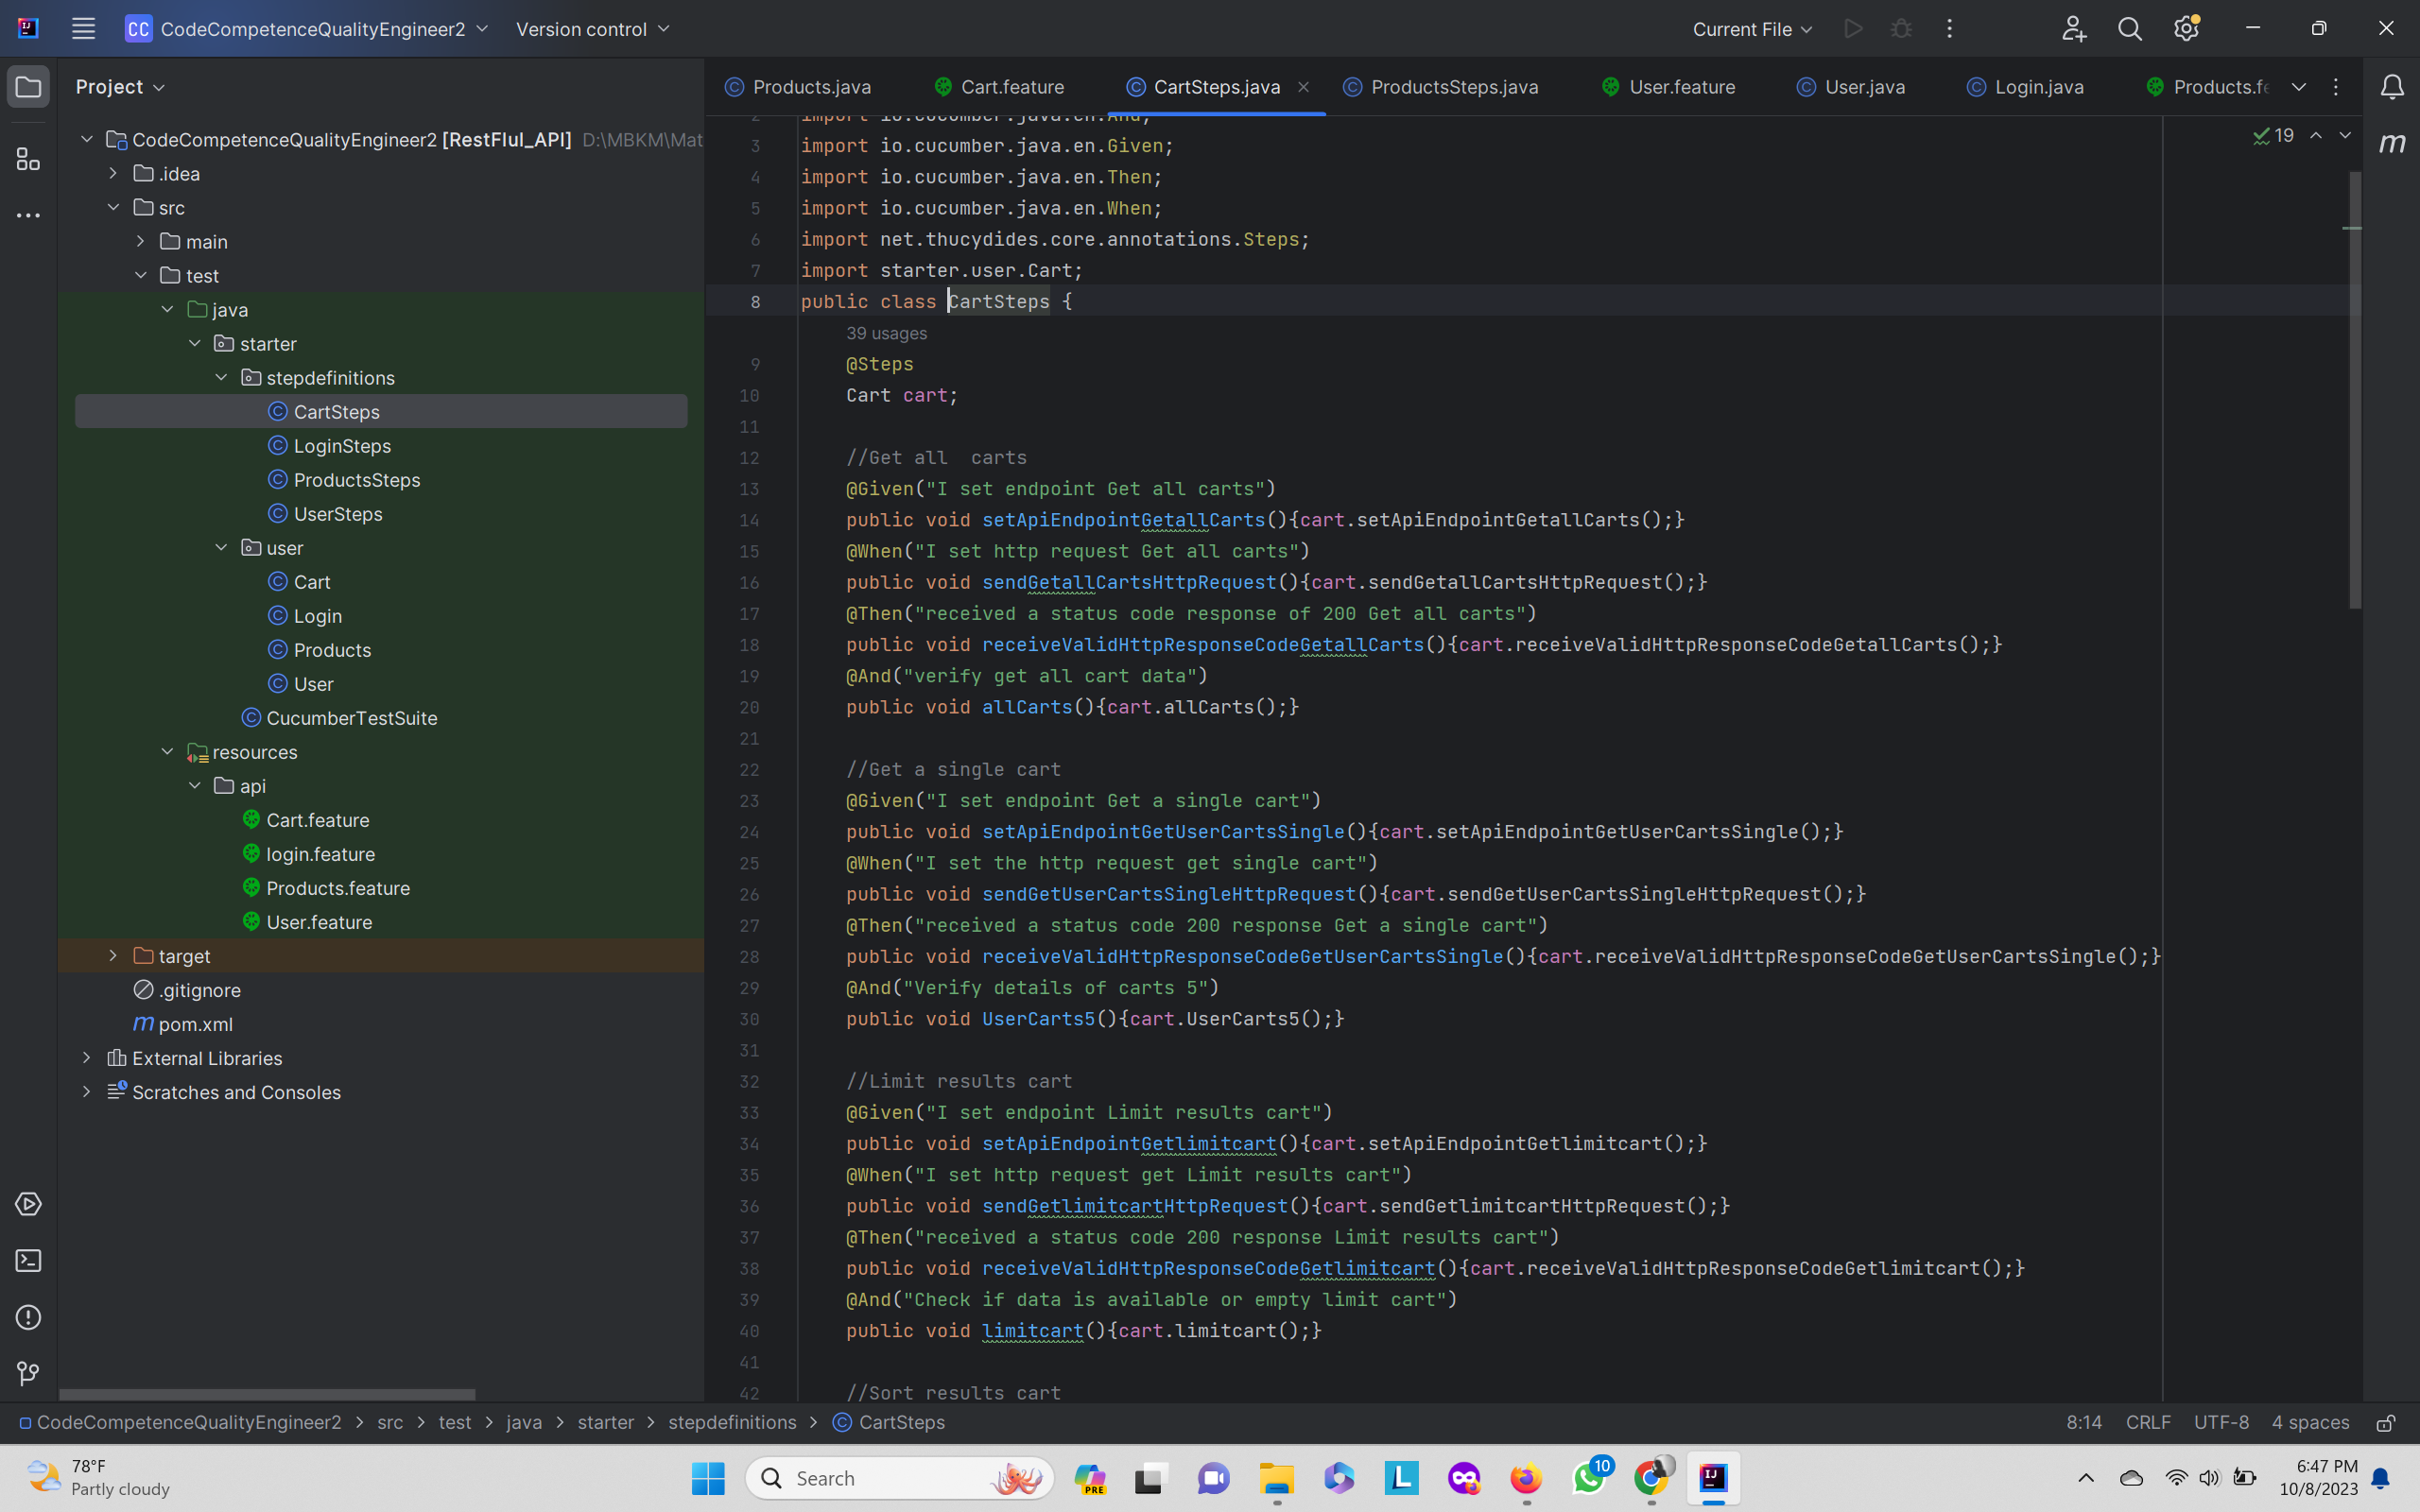 CC CodeCompetenceQualityEngineer2 Version control Current File
Project
Products.java Cart.feature CartSteps.java ProductsSteps.java User.feature User.java Login.java Products.fe
CodeCompetenceQualityEngineer2 [RestFlul_API] D:\MBKM\Mat
.idea
src
main
test
java
starter
stepdefinitions
CartSteps
LoginSteps
ProductsSteps
UserSteps
user
Cart
Login
Products
User
CucumberTestSuite
resources
api
Cart.feature
login.feature
Products.feature
User.feature
target
.gitignore
m pom.xml
External Libraries
Scratches and Consoles
19
m
2 import io.cucumber.java.en.And;
3 import io.cucumber.java.en.Given;
4 import io.cucumber.java.en.Then;
5 import io.cucumber.java.en.When;
6 import net.thucydides.core.annotations.Steps;
7 import starter.user.Cart;
8 public class CartSteps {
39 usages
9 @Steps
10 Cart cart;
11
12 //Get all  carts
13 @Given("I set endpoint Get all carts")
14 public void setApiEndpointGetallCarts(){cart.setApiEndpointGetallCarts();}
15 @When("I set http request Get all carts")
16 public void sendGetallCartsHttpRequest(){cart.sendGetallCartsHttpRequest();}
17 @Then("received a status code response of 200 Get all carts")
18 public void receiveValidHttpResponseCodeGetallCarts(){cart.receiveValidHttpResponseCodeGetallCarts();}
19 @And("verify get all cart data")
20 public void allCarts(){cart.allCarts();}
21
22 //Get a single cart
23 @Given("I set endpoint Get a single cart")
24 public void setApiEndpointGetUserCartsSingle(){cart.setApiEndpointGetUserCartsSingle();}
25 @When("I set the http request get single cart")
26 public void sendGetUserCartsSingleHttpRequest(){cart.sendGetUserCartsSingleHttpRequest();}
27 @Then("received a status code 200 response Get a single cart")
28 public void receiveValidHttpResponseCodeGetUserCartsSingle(){cart.receiveValidHttpResponseCodeGetUserCartsSingle();}
29 @And("Verify details of carts 5")
30 public void UserCarts5(){cart.UserCarts5();}
31
32 //Limit results cart
33 @Given("I set endpoint Limit results cart")
34 public void setApiEndpointGetlimitcart(){cart.setApiEndpointGetlimitcart();}
35 @When("I set http request get Limit results cart")
36 public void sendGetlimitcartHttpRequest(){cart.sendGetlimitcartHttpRequest();}
37 @Then("received a status code 200 response Limit results cart")
38 public void receiveValidHttpResponseCodeGetlimitcart(){cart.receiveValidHttpResponseCodeGetlimitcart();}
39 @And("Check if data is available or empty limit cart")
40 public void limitcart(){cart.limitcart();}
41
42 //Sort results cart
CodeCompetenceQualityEngineer2 > src > test > java > starter > stepdefinitions > CartSteps 8:14 CRLF UTF-8 4 spaces
78°F
Partly cloudy
Search
PRE
L
10
IJ
6:47 PM
10/8/2023